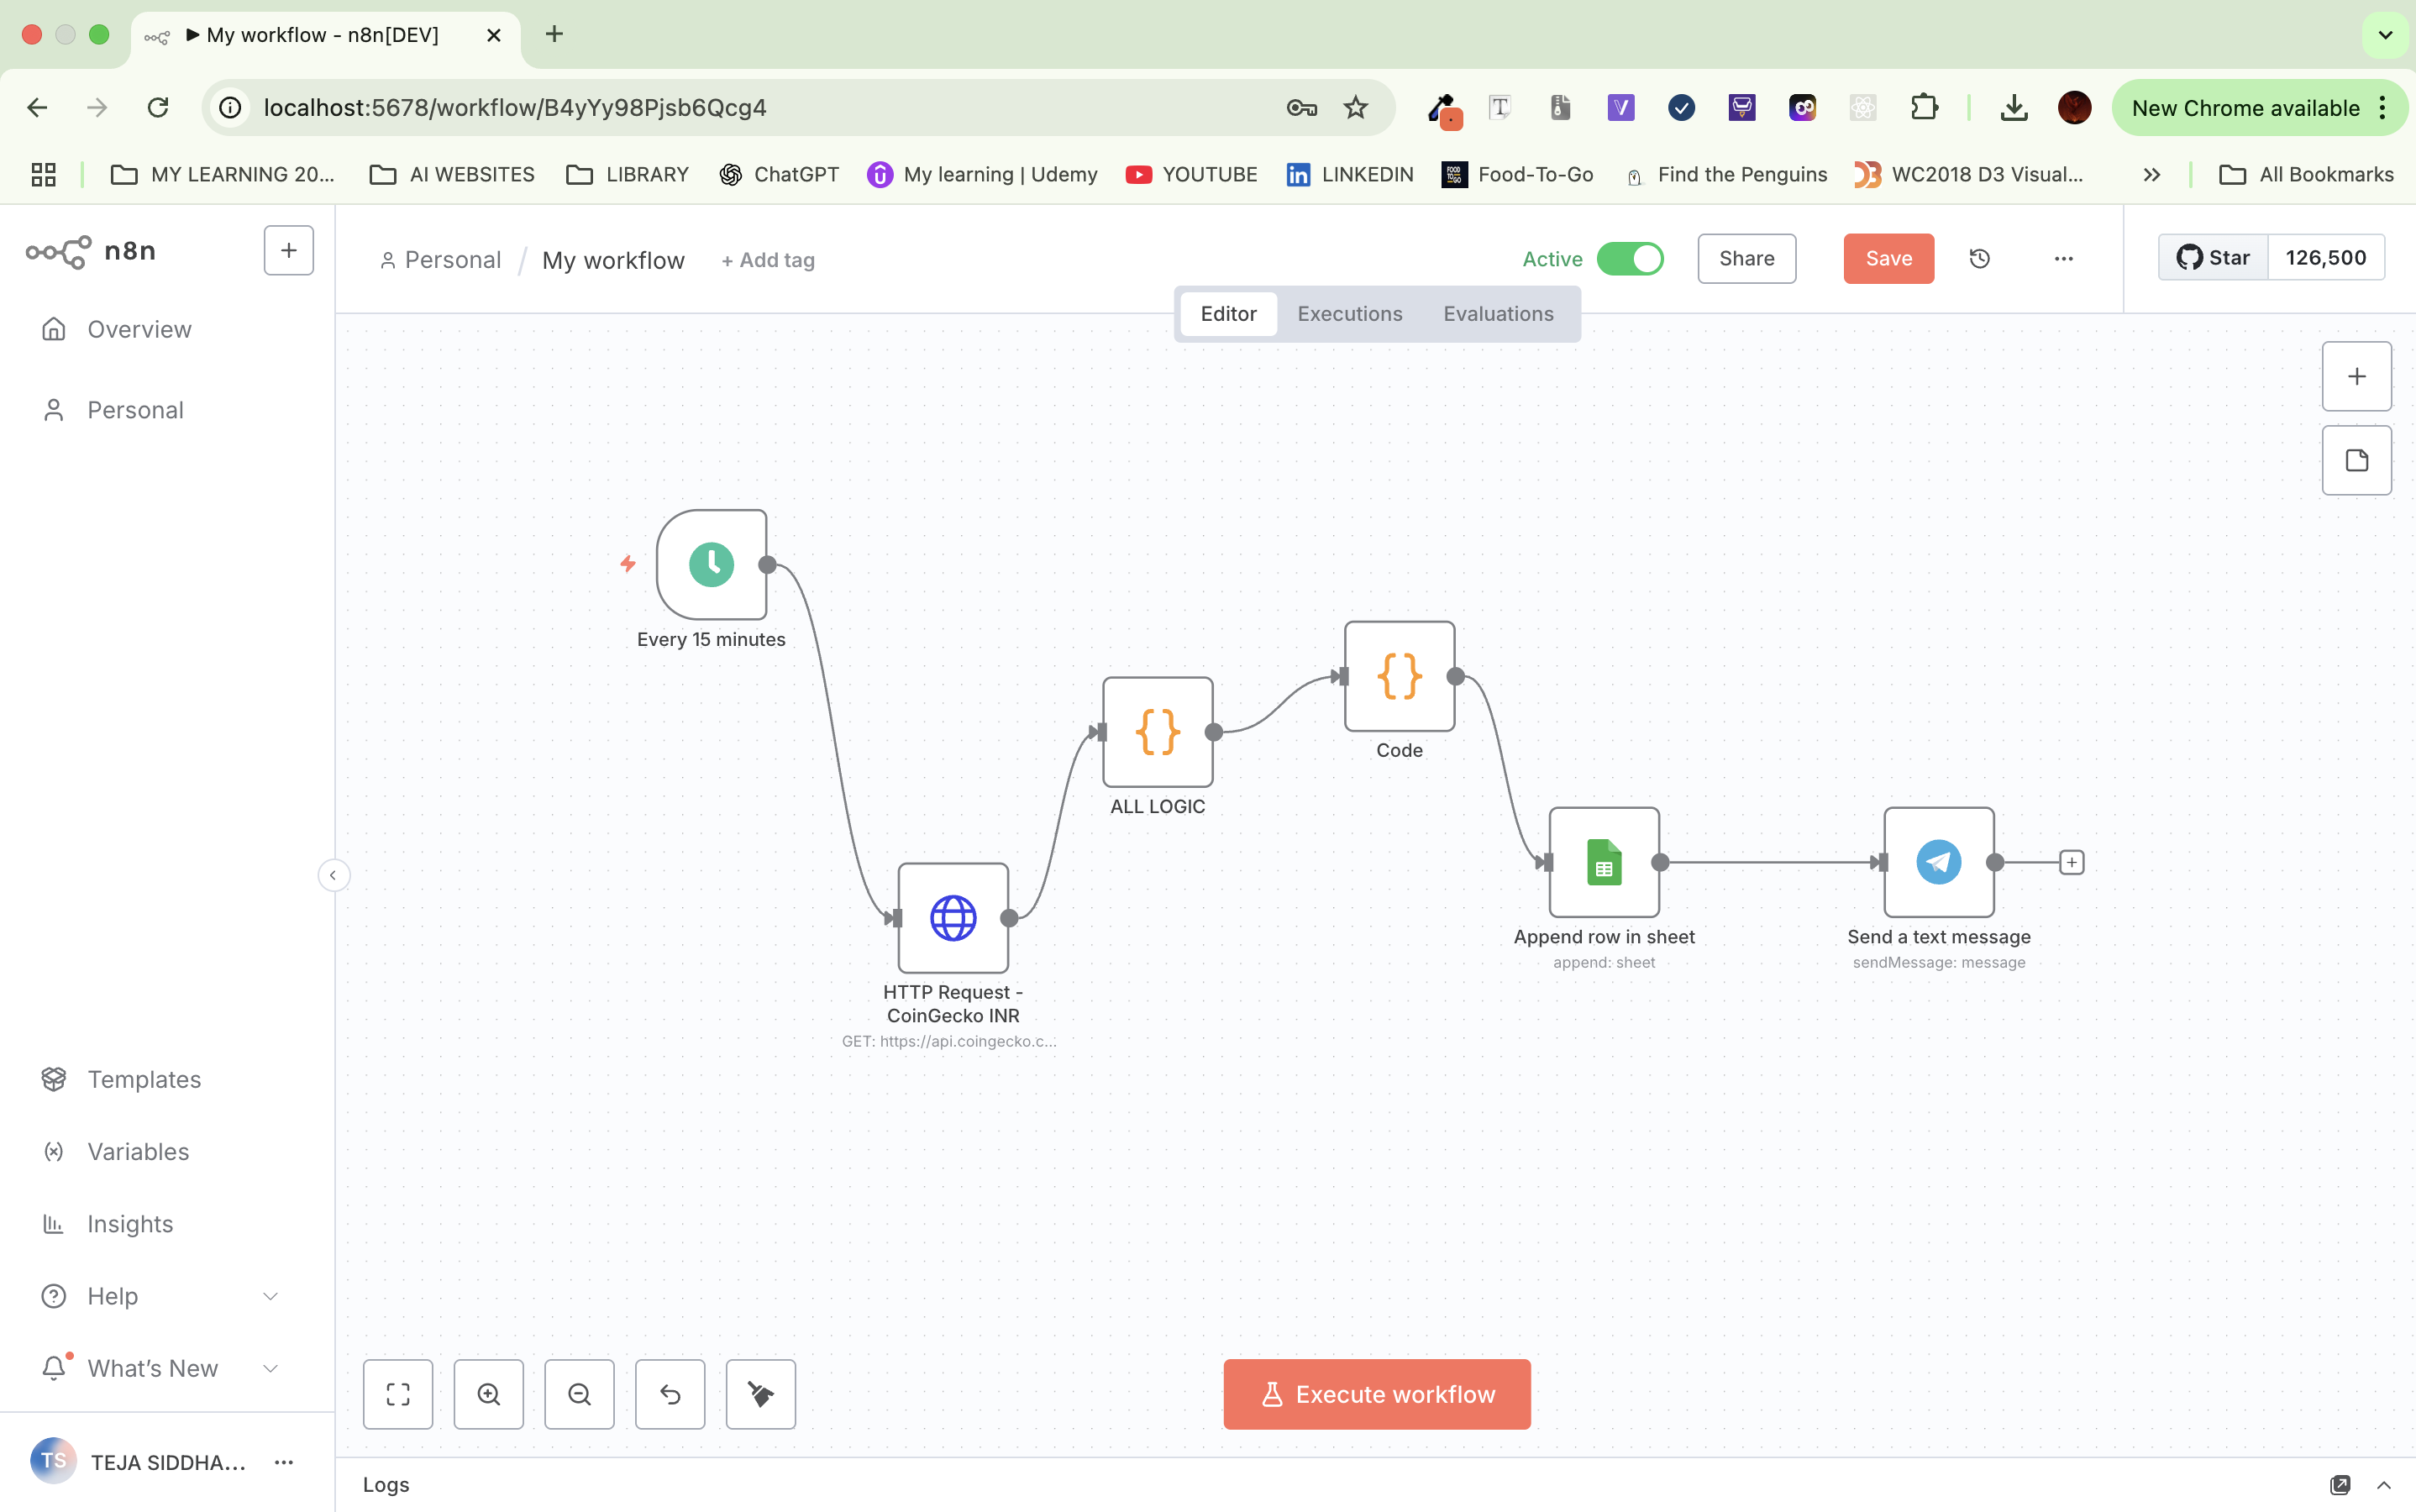 My workflow - n8n[DEV]
localhost:5678/workflow/B4yYy98Pjsb6Qcg4
New Chrome available
MY LEARNING 20...
AI WEBSITES
LIBRARY
ChatGPT
My learning | Udemy
YOUTUBE
LINKEDIN
Food-To-Go
Find the Penguins
WC2018 D3 Visual...
All Bookmarks
n8n
Personal / My workflow
+ Add tag
Active
Share
Save
Star
126,500
Editor
Executions
Evaluations
Overview
Personal
Every 15 minutes
Code
ALL LOGIC
Append row in sheet
append: sheet
Send a text message
sendMessage: message
HTTP Request -
CoinGecko INR
GET: https://api.coingecko.c...
Templates
Variables
Insights
Help
What's New
Execute workflow
TS
TEJA SIDDHA...
Logs